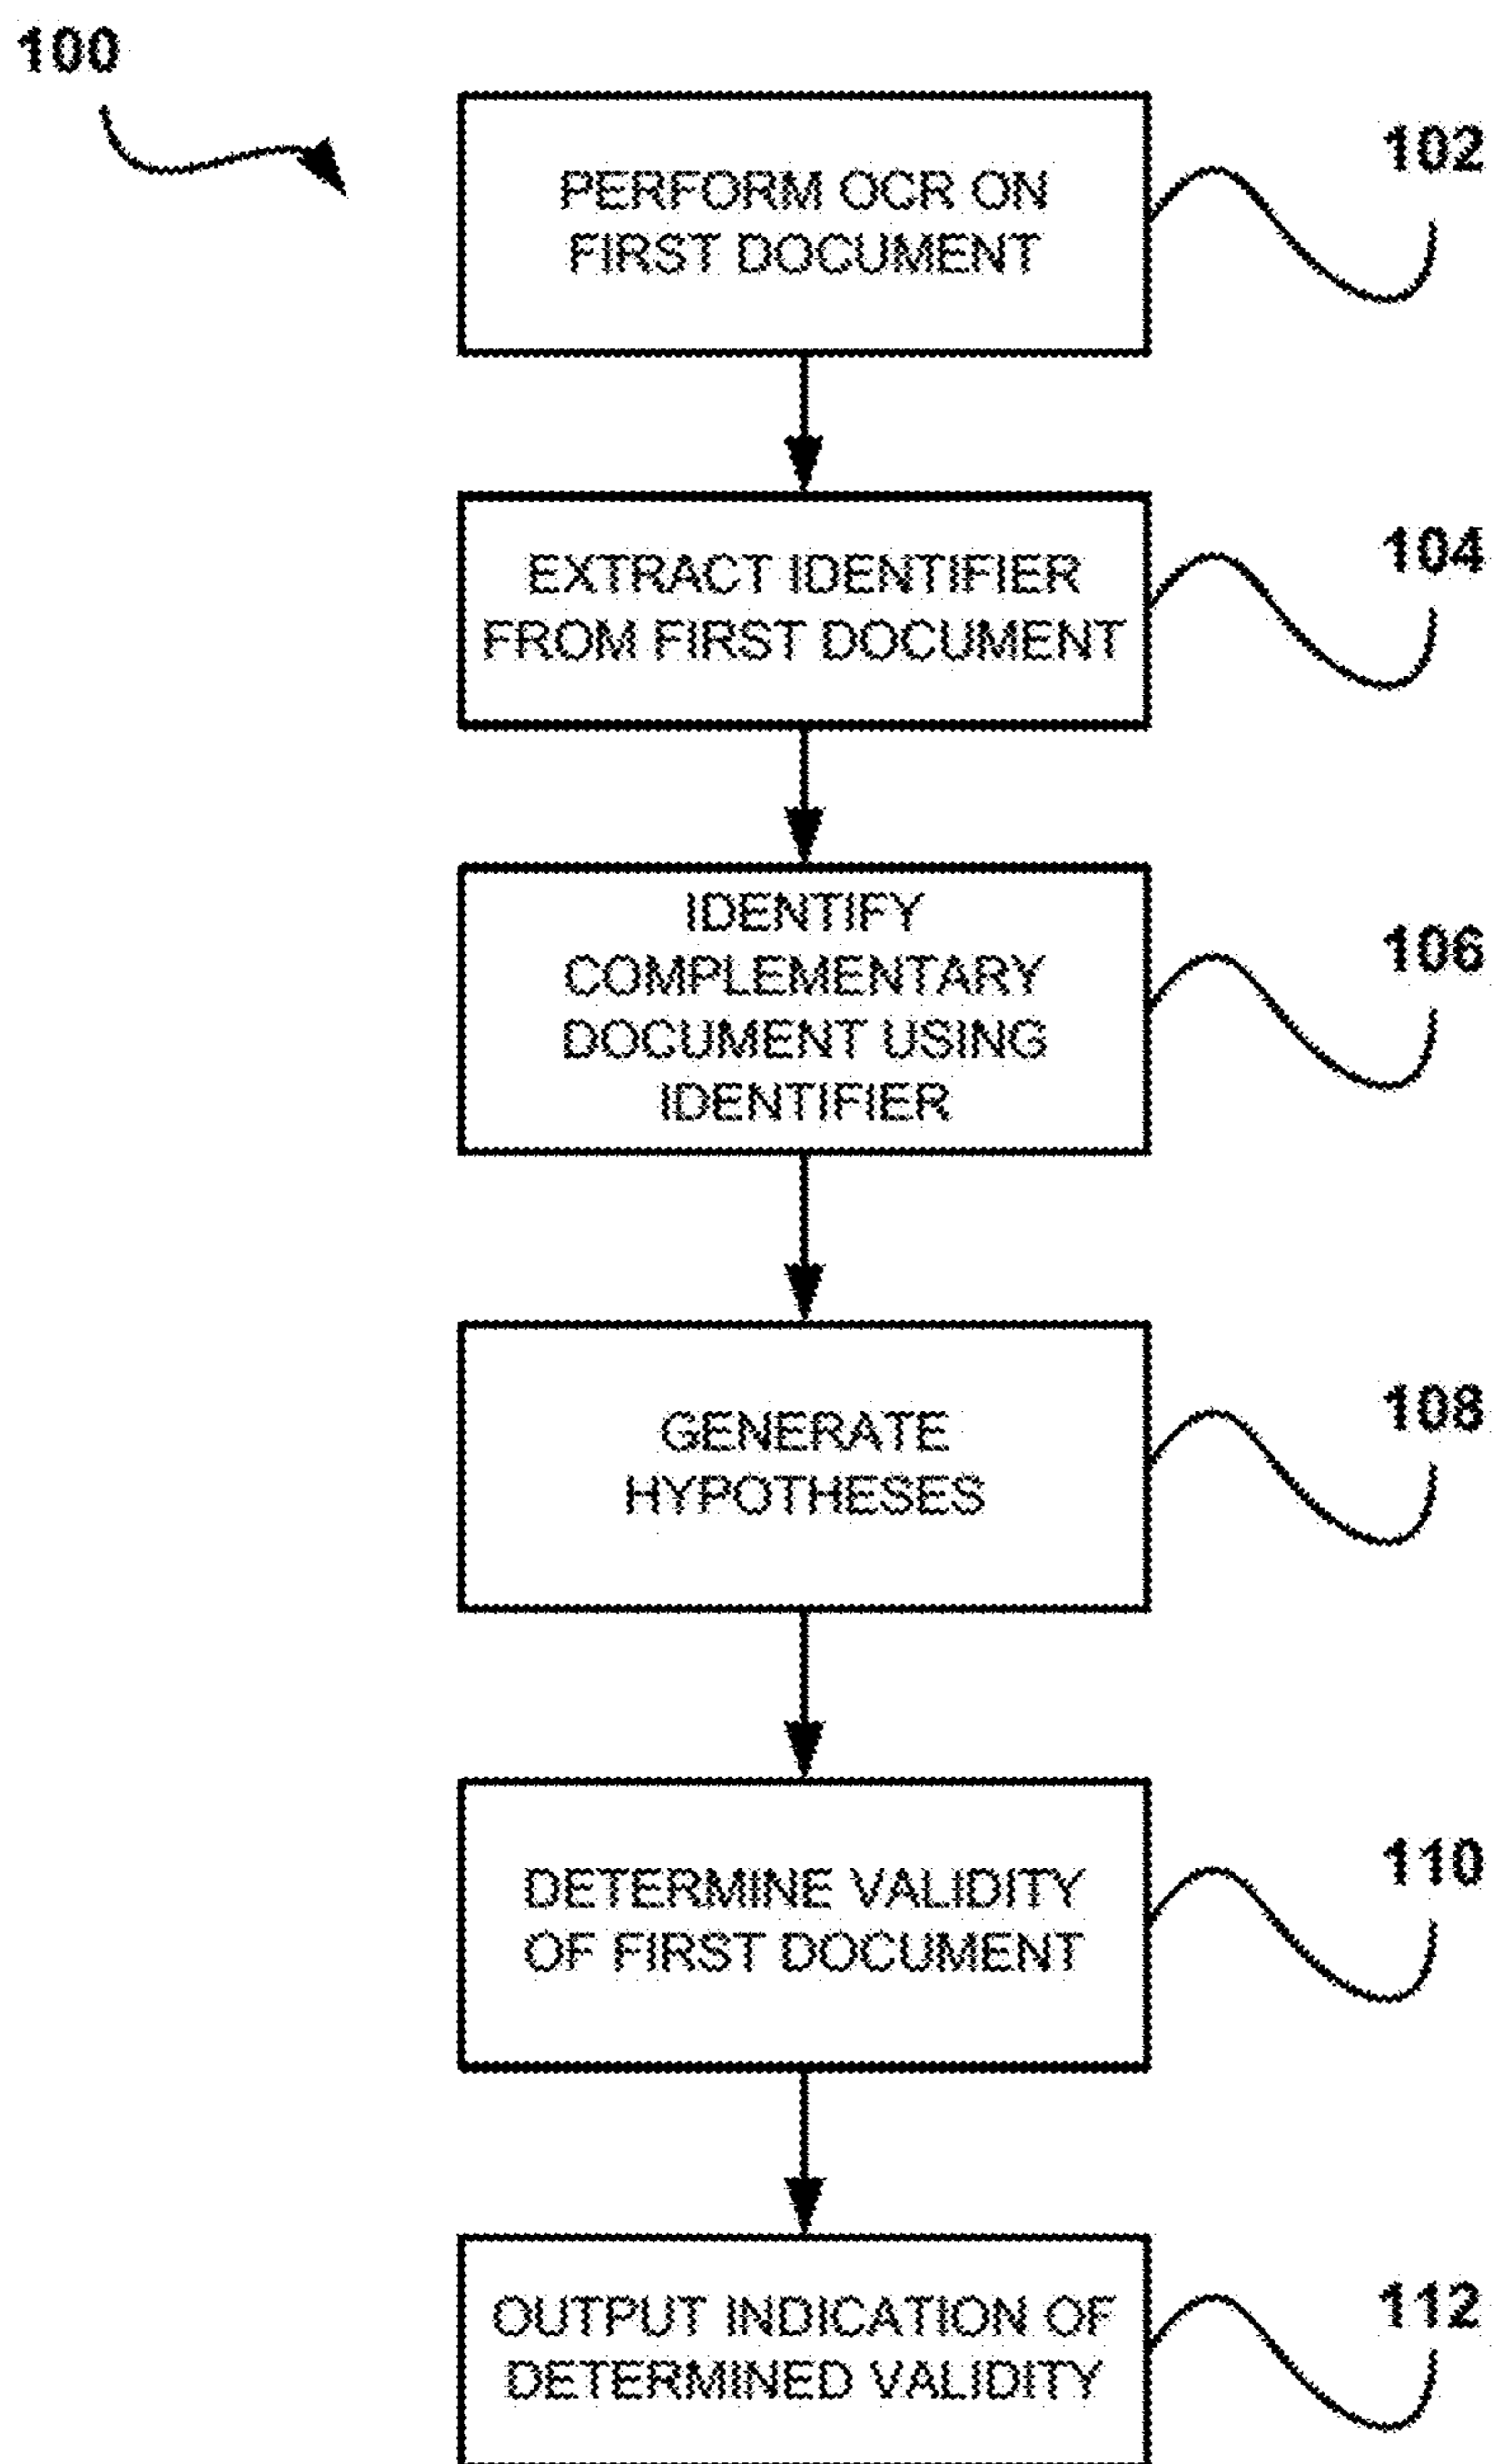 100
PERFORM OCR ON
FIRST DOCUMENT
102
EXTRACT IDENTIFIER
FROM FIRST DOCUMENT
104
IDENTIFY
COMPLEMENTARY
DOCUMENT USING
IDENTIFIER
106
GENERATE
HYPOTHESES
108
DETERMINE VALIDITY
OF FIRST DOCUMENT
110
OUTPUT INDICATION OF
DETERMINED VALIDITY
112